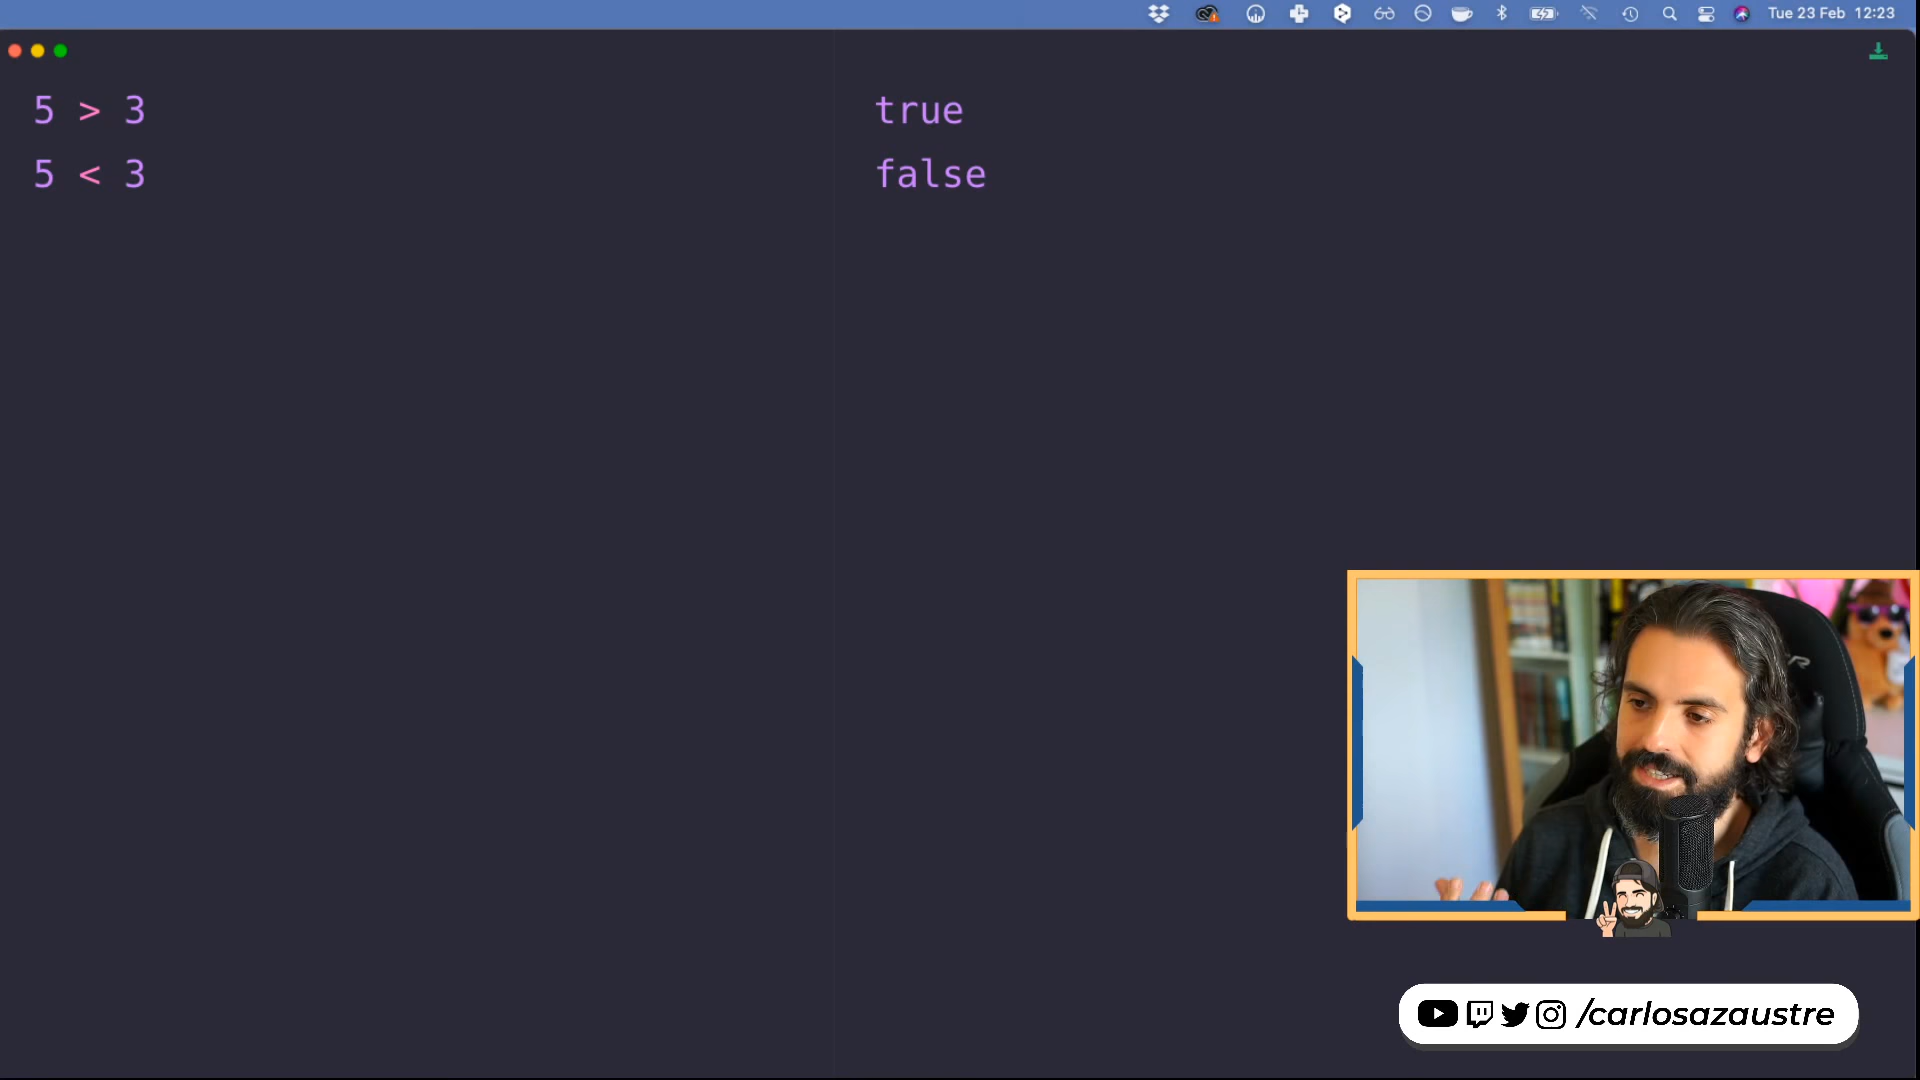 Tue 23 Feb 12:23
5 > 3 true
5 < 3 false
/carlosazaustre